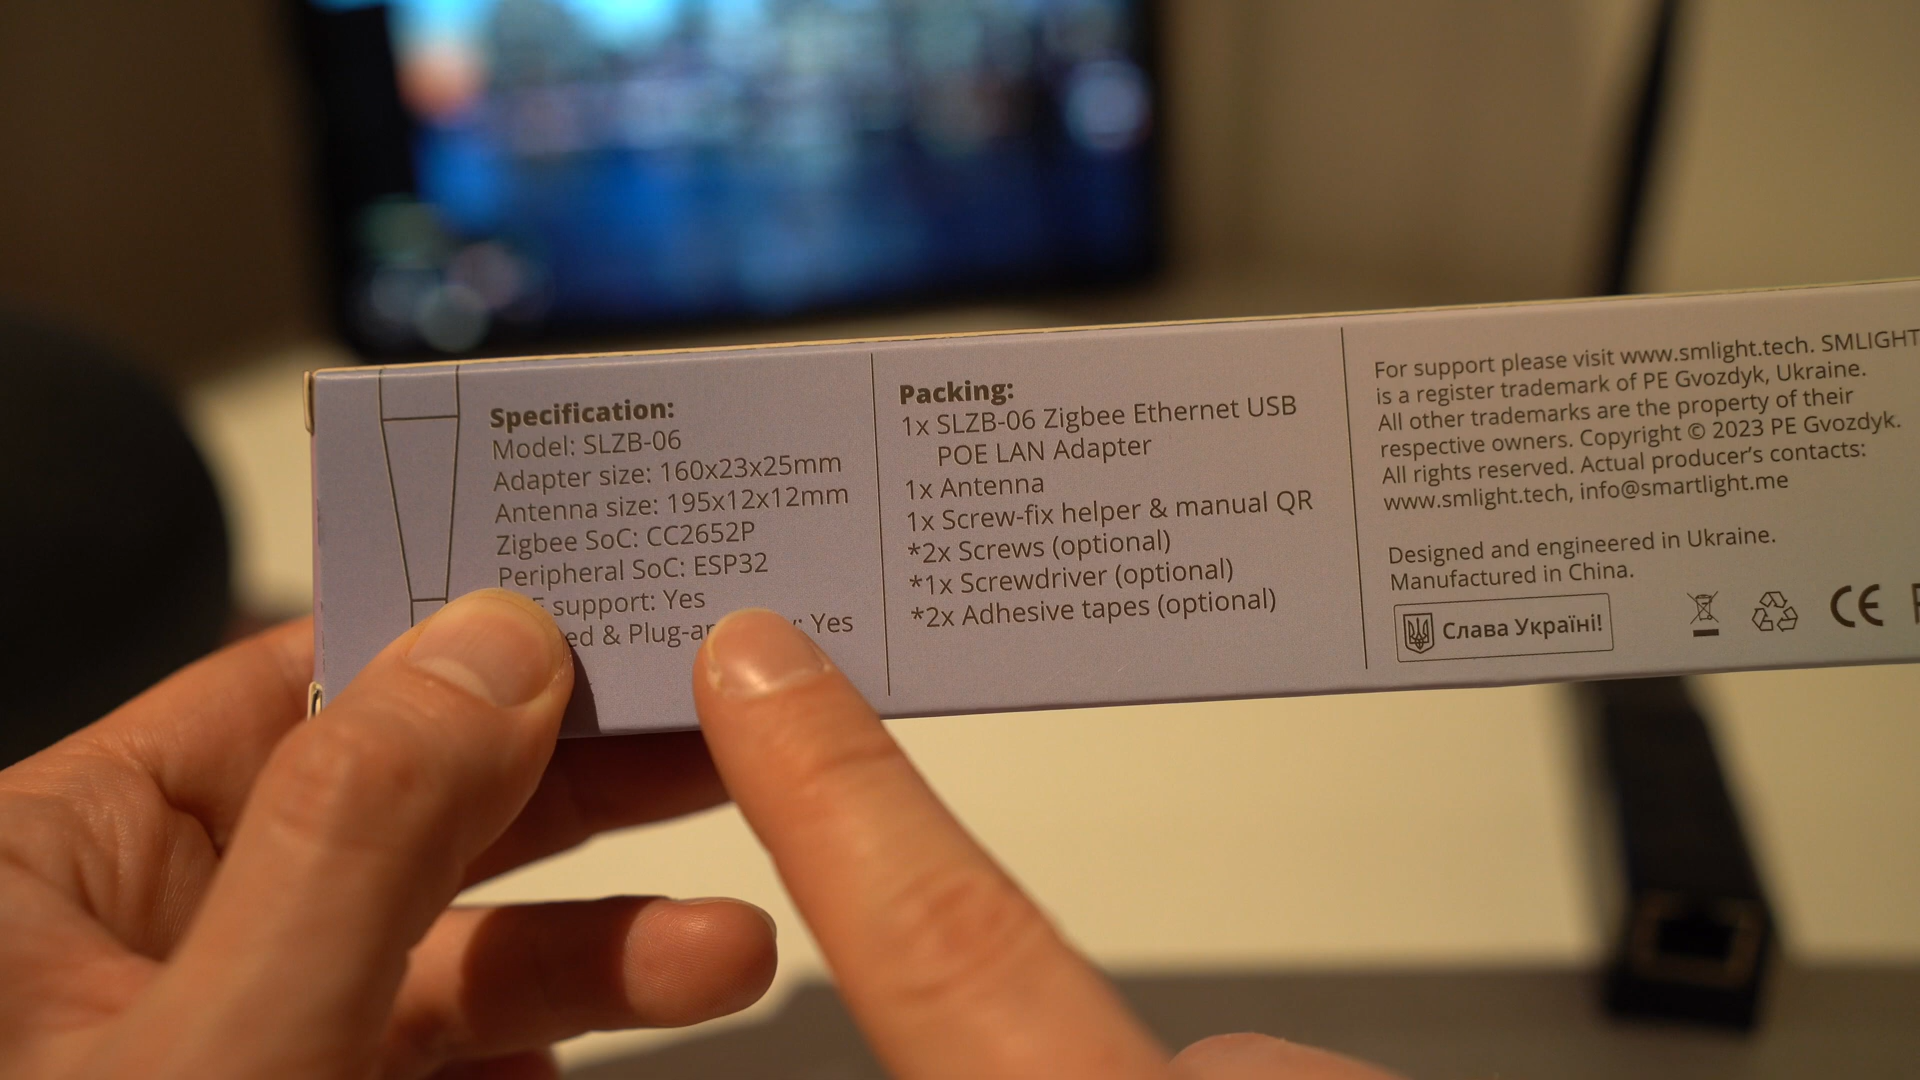 Specification:
Model: SLZB-06
Adapter size: 160x23x25mm
Antenna size: 195x12x12mm
Zigbee SoC: CC2652P
Peripheral SoC: ESP32
support: Yes
& Yes
Packing:
1x SLZB-06 Zigbee Ethernet USB
POE LAN Adapter
1x Antenna
1x Screw-fix helper & manual QR
*2x Screws (optional)
*1x Screwdriver (optional)
*2x Adhesive tapes (optional)
For support please visit www.smlight.tech. SMLIGHT
is a register trademark of PE Gvozdyk, Ukraine.
All other trademarks are the property of their
respective owners. Copyright © 2023 PE Gvozdyk.
All rights reserved. Actual producer's contacts:
www.smlight.tech, info@smartlight.me
Designed and engineered in Ukraine.
Manufactured in China.
Слава Україні!
CE